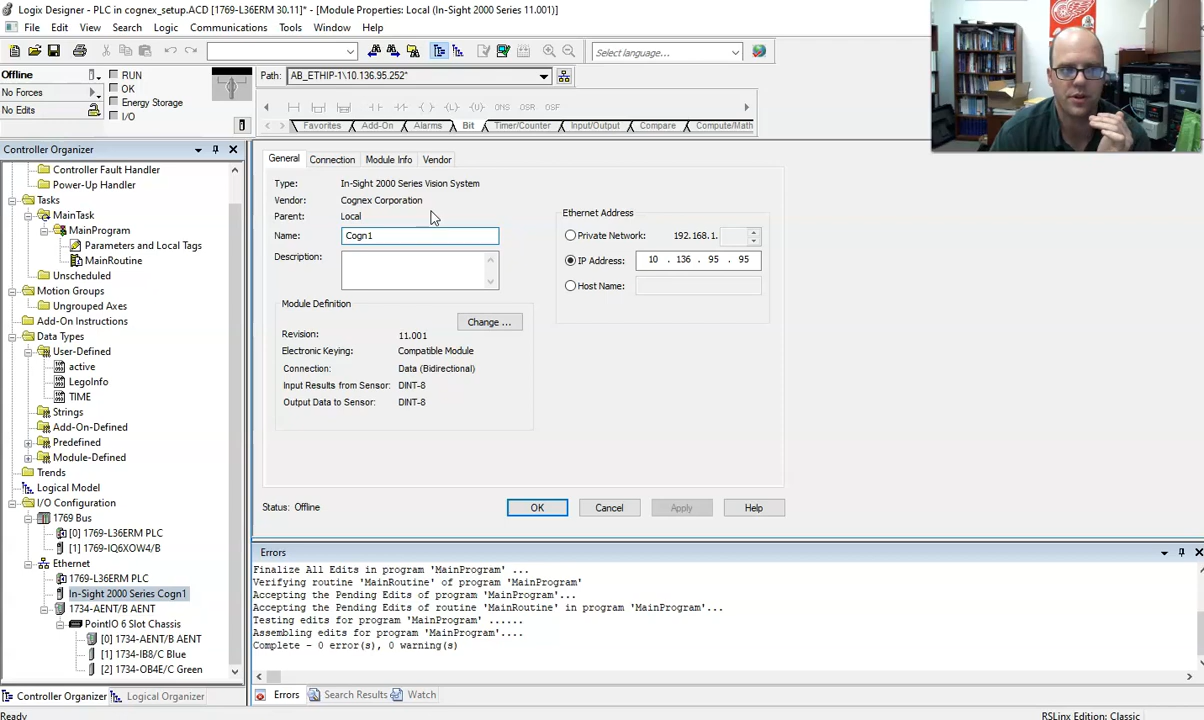 Logix Designer - PLC in cognex_setup.ACD [1769-L36ERM 30.11]* - [Module Properties: Local (In-Sight 2000 Series 11.001)]
File Edit View Search Logic Communications Tools Window Help
Select language...
Offline
RUN
Path: AB_ETHIP-1\10.136.95.252*
No Forces
OK
Energy Storage
No Edits
I/O
ONS OSR OSF
Favorites Add-On Alarms Bit Timer/Counter Input/Output Compare Compute/Math
Controller Organizer
Controller Fault Handler
Power-Up Handler
Tasks
MainTask
MainProgram
Parameters and Local Tags
MainRoutine
Unscheduled
Motion Groups
Ungrouped Axes
Add-On Instructions
Data Types
User-Defined
active
LegoInfo
TIME
Strings
Add-On-Defined
Predefined
Module-Defined
Trends
Logical Model
I/O Configuration
1769 Bus
[0] 1769-L36ERM PLC
[1] 1769-IQ6XOW4/B
Ethernet
1769-L36ERM PLC
In-Sight 2000 Series Cogn1
1734-AENT/B AENT
PointIO 6 Slot Chassis
[0] 1734-AENT/B AENT
[1] 1734-IB8/C Blue
[2] 1734-OB4E/C Green
Controller Organizer Logical Organizer
General Connection Module Info Vendor
Type: In-Sight 2000 Series Vision System
Vendor: Cognex Corporation
Parent: Local
Name: Cogn1
Description:
Ethernet Address
Private Network: 192.168.1.
IP Address: 10 . 136 . 95 . 95
Host Name:
Module Definition
Change ...
Revision: 11.001
Electronic Keying: Compatible Module
Connection: Data (Bidirectional)
Input Results from Sensor: DINT-8
Output Data to Sensor: DINT-8
Status: Offline
OK Cancel Apply Help
Errors
Finalize All Edits in program 'MainProgram' ...
Verifying routine 'MainRoutine' of program 'MainProgram'
Accepting the Pending Edits of program 'MainProgram'...
Accepting the Pending Edits of routine 'MainRoutine' in program 'MainProgram'...
Testing edits for program 'MainProgram' ......
Assembling edits for program 'MainProgram'....
Complete - 0 error(s), 0 warning(s)
Errors Search Results Watch
Ready
RSLinx Edition: Classic